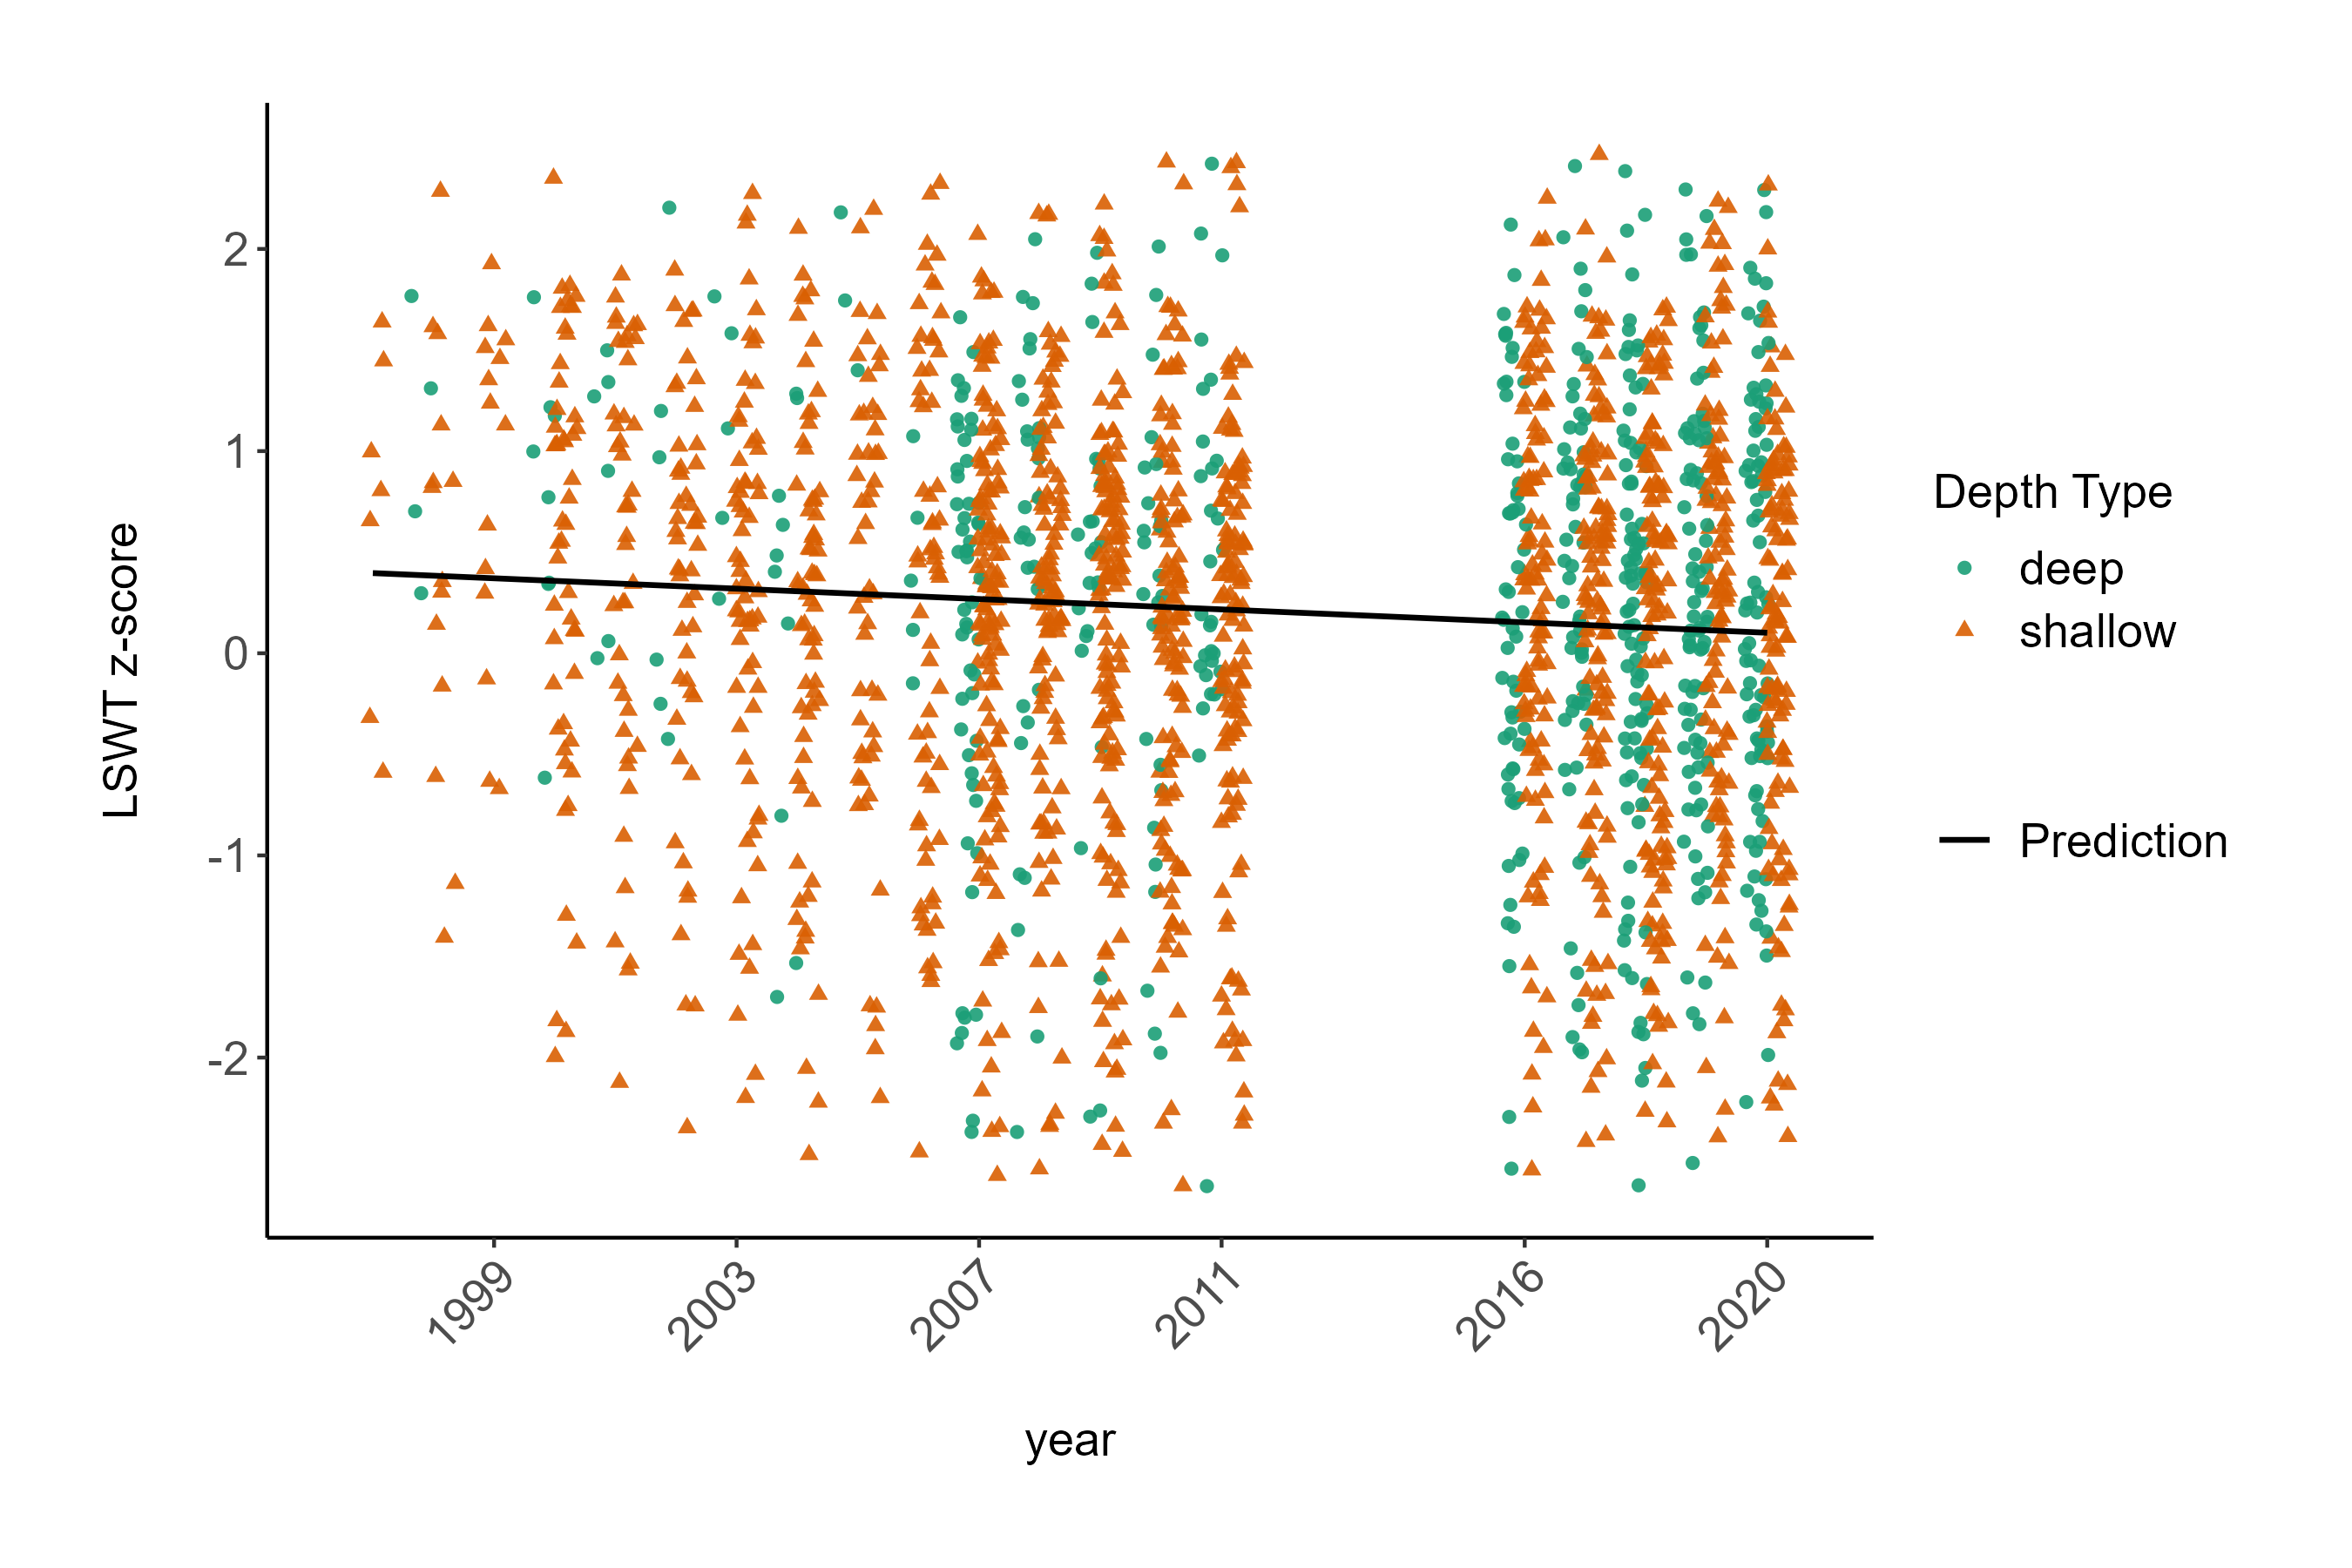 LSWT z-score
2
1
0
-1
-2
1999
2003
2007
2011
2016
2020
year
Depth Type
deep
shallow
Prediction